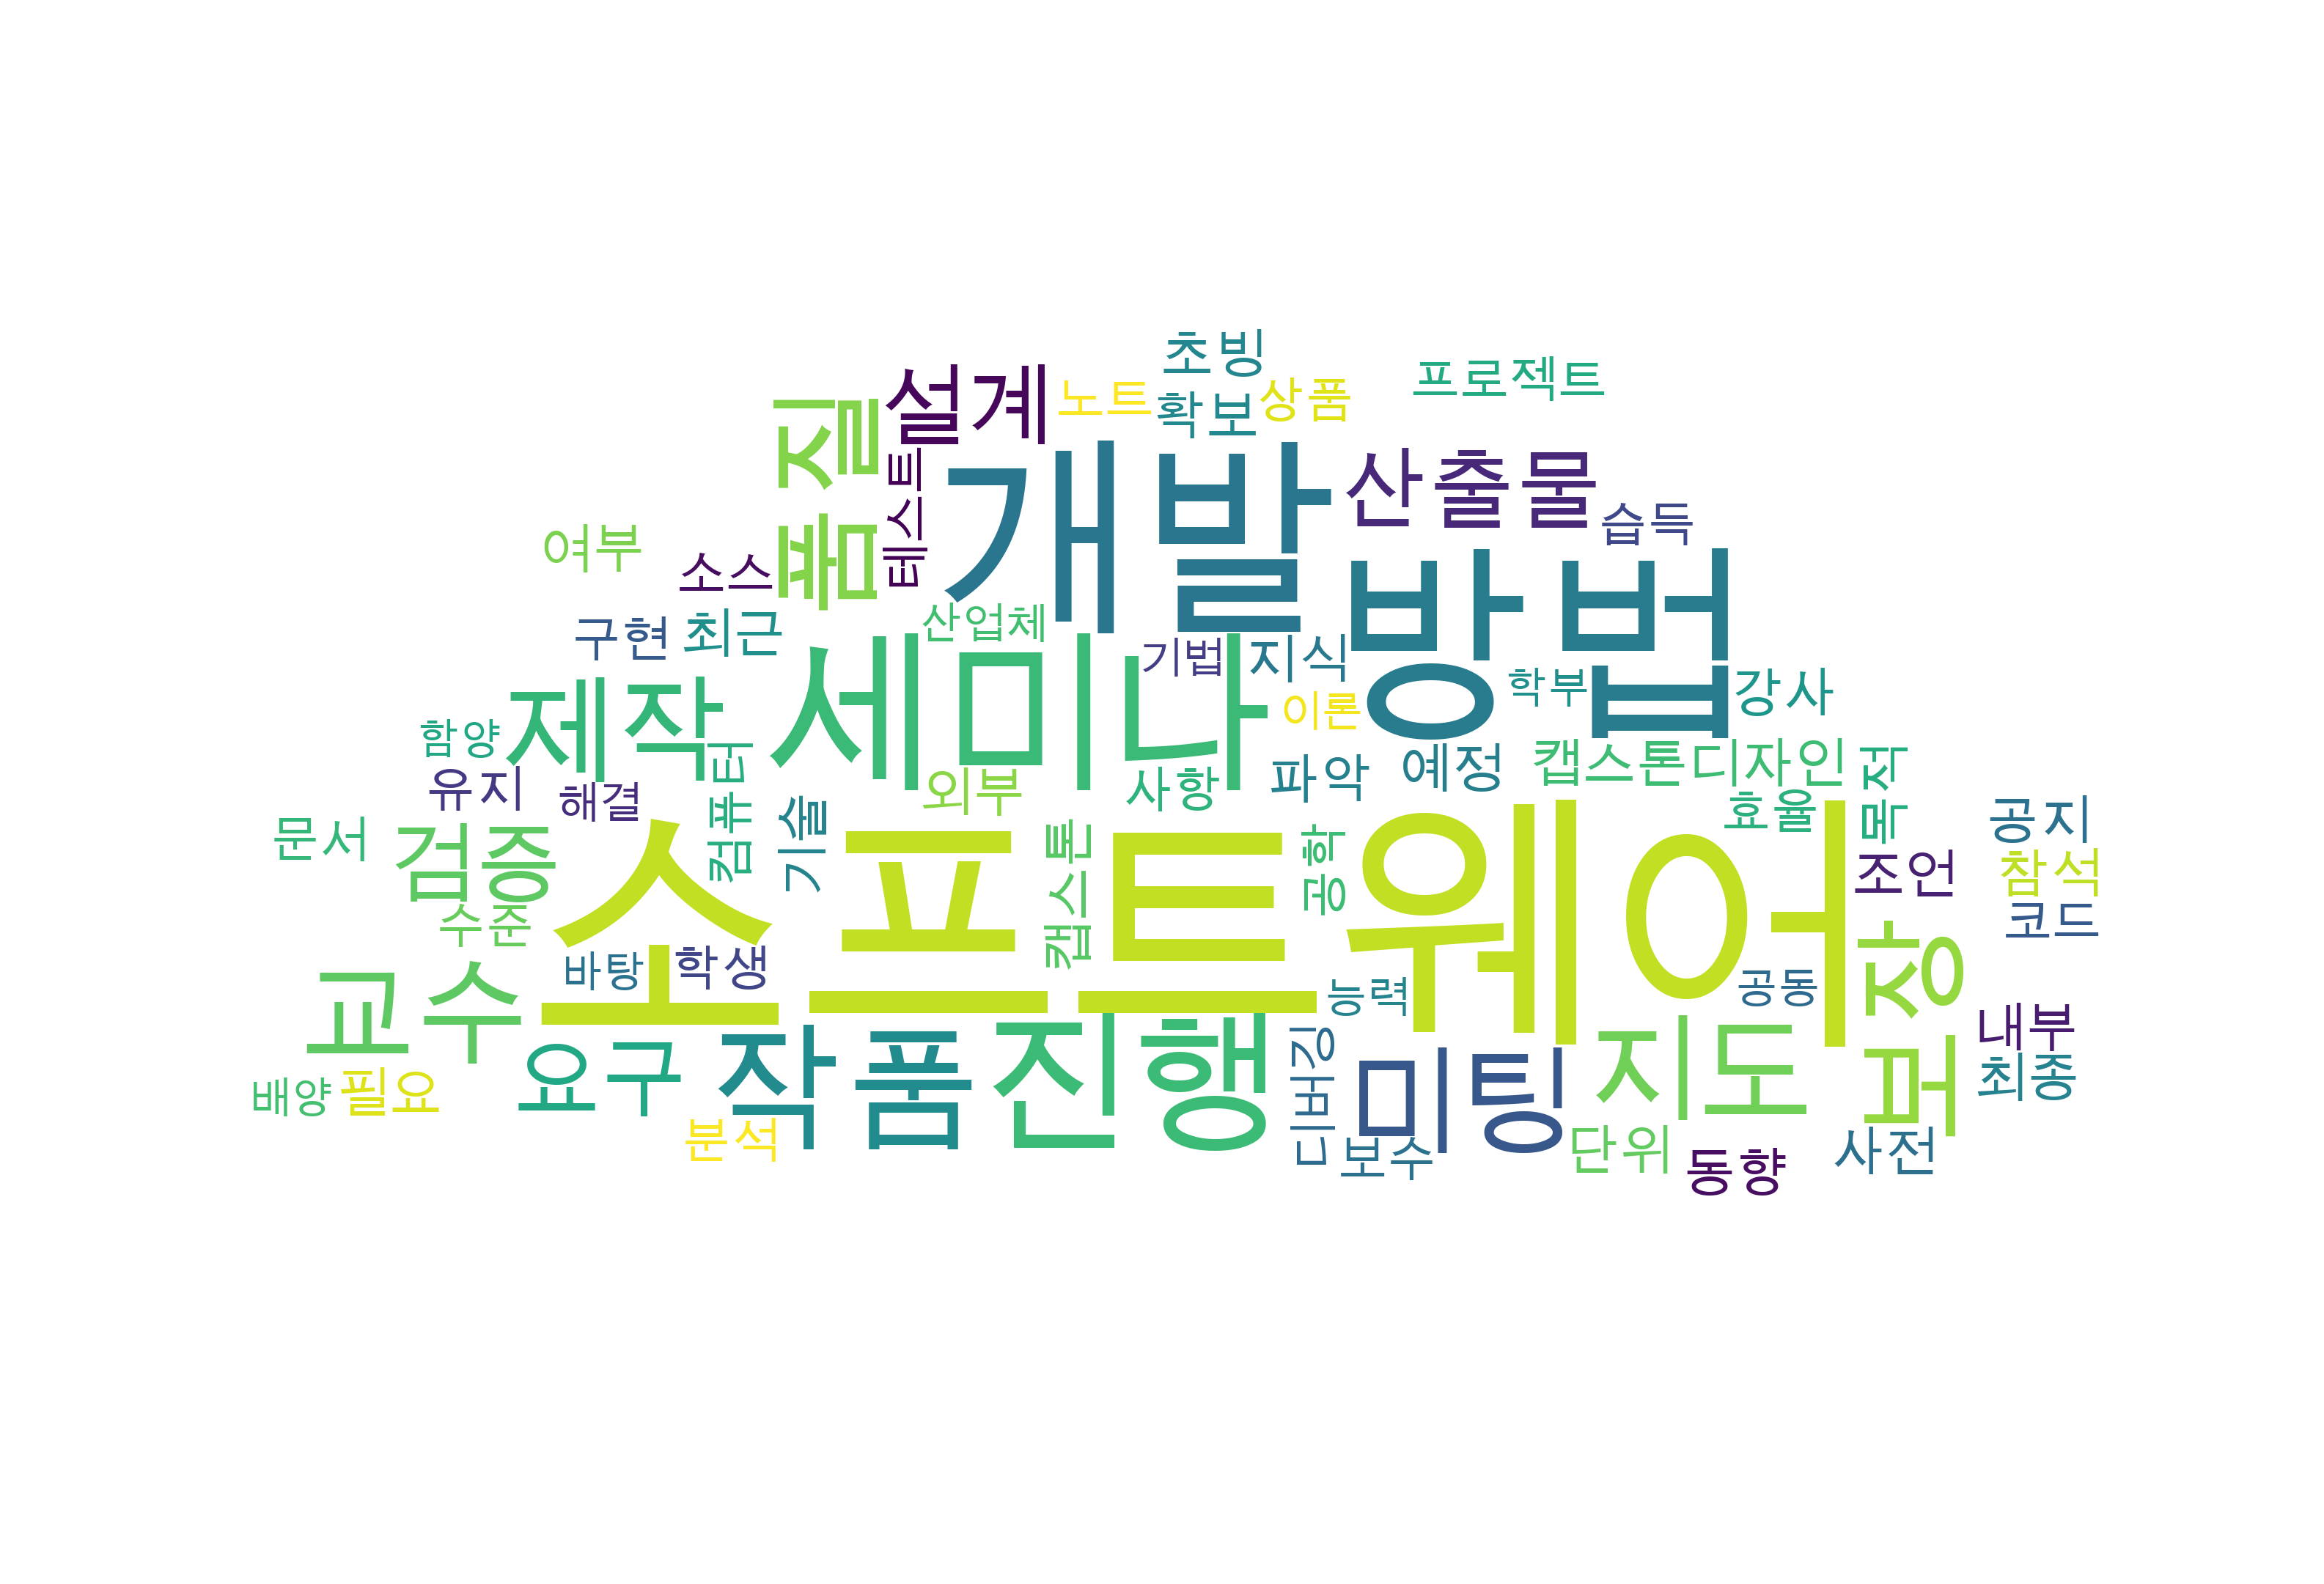 초빙
프로젝트
설계
노트
확보
상품
품질
테스트
개발
산출물
습득
여부
소스
방법
구현
최근
산업체
세미나
기법
지식
이론
학부
강사
함양
제작
컴퓨터
유지
해결
기술
외부
사항
파악
예정
캡스톤디자인
효율
공지
문서
검증
소프트웨어
캡스톤
공학
조언
참석
수준
코드
교수
바탕
학생
능력
공동
점창
내부
배양
필요
요구
작품
진행
디버깅
미팅
지도
최종
분석
보수
단위
동향
사전